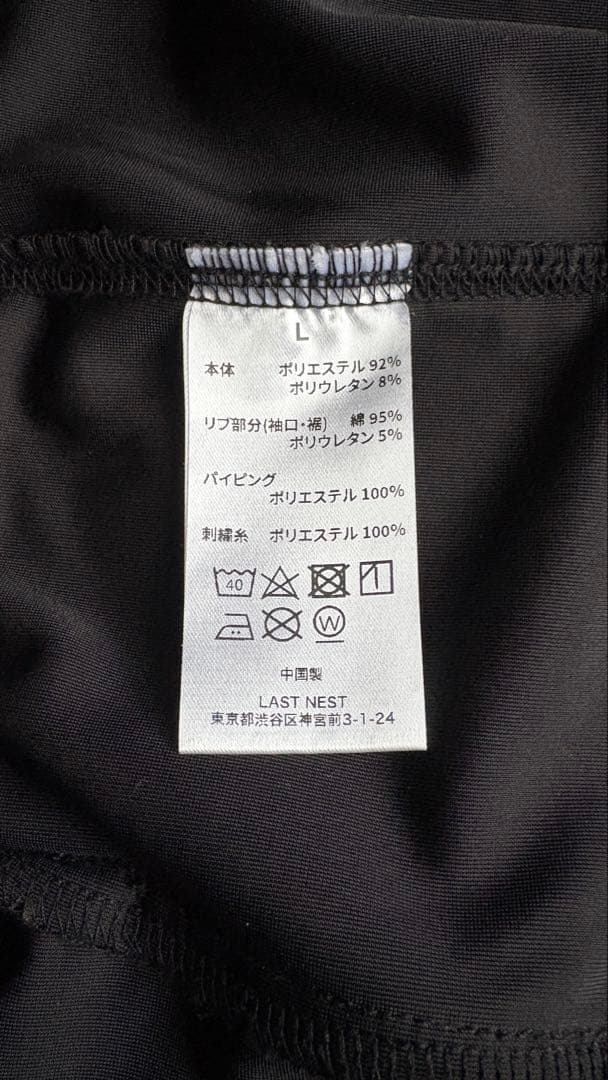 L
本体 ポリエステル 92%
ポリウレタン 8%
リブ部分(袖口・裾) 綿 95%
ポリウレタン 5%
パイピング
ポリエステル 100%
刺繍糸 ポリエステル 100%
40
W
中国製
LAST NEST
東京都渋谷区神宮前3-1-24